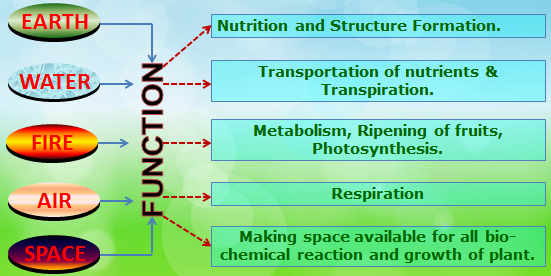 EARTH
WATER
FIRE
AIR
SPACE
FUNCTION
Nutrition and Structure Formation.
Transportation of nutrients &
Transpiration.
Metabolism, Ripening of fruits,
Photosynthesis.
Respiration
Making space available for all bio-
chemical reaction and growth of plant.